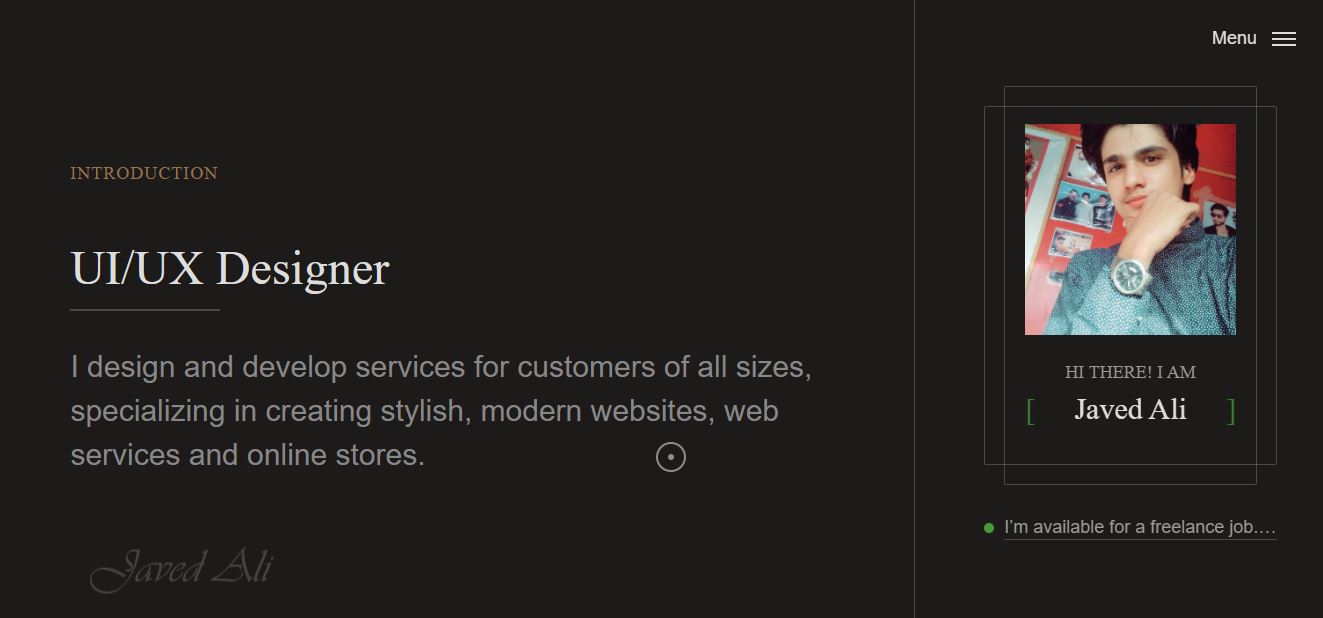 Menu
INTRODUCTION
UI/UX Designer
I design and develop services for customers of all sizes,
specializing in creating stylish, modern websites, web
services and online stores.
Javed Ali
HI THERE! I AM
[ Javed Ali ]
I’m available for a freelance job....